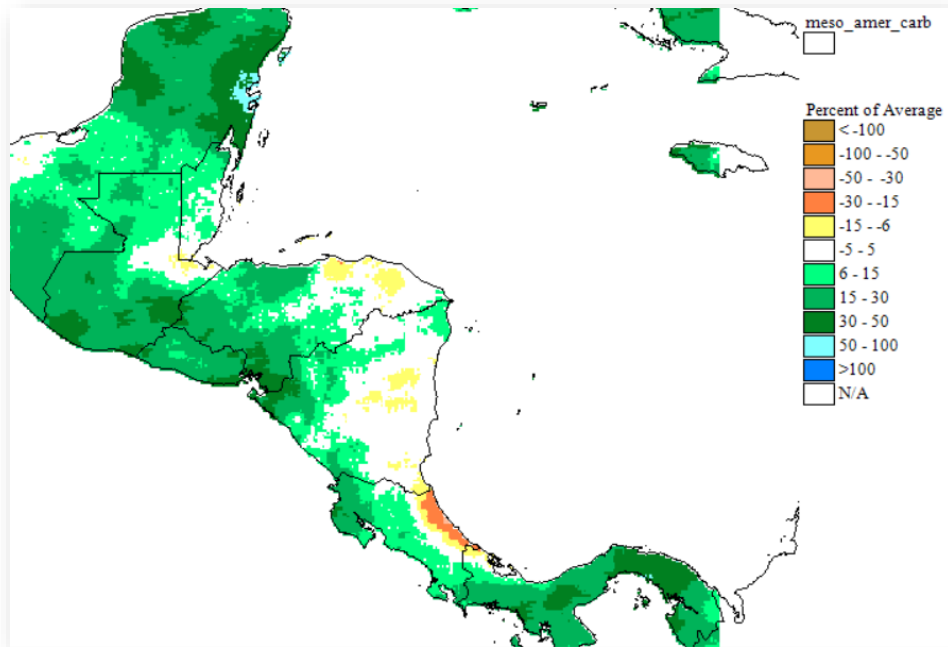 meso_amer_carb
Percent of Average
< -100
-100 - -50
-50 - -30
-30 - -15
-15 - -6
-5 - 5
6 - 15
15 - 30
30 - 50
50 - 100
>100
N/A